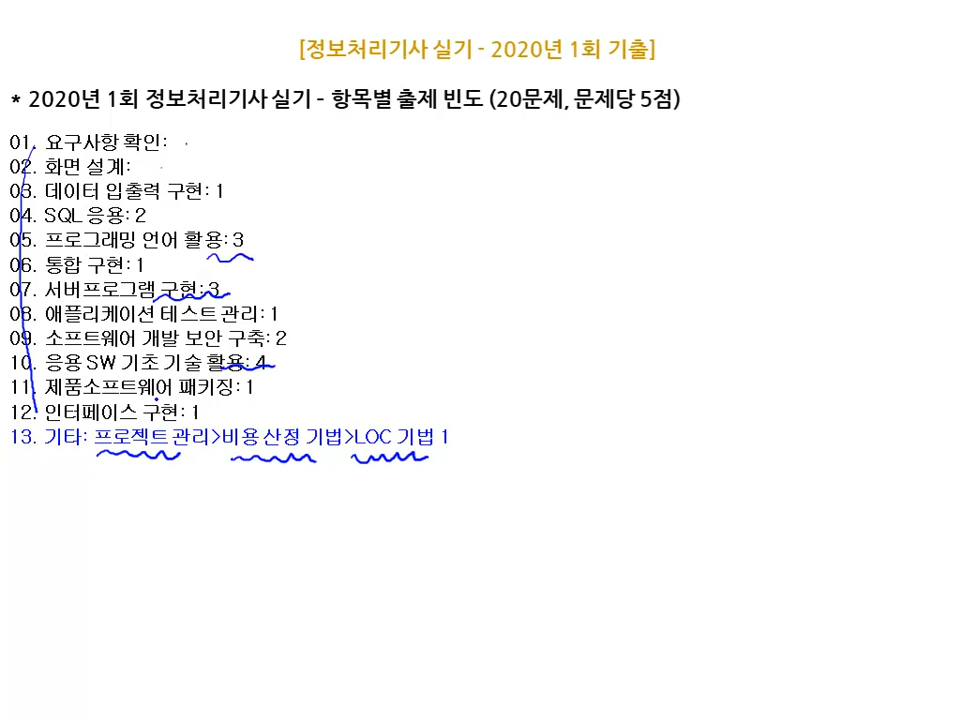 [정보처리기사 실기 - 2020년 1회 기출]
* 2020년 1회 정보처리기사 실기 - 항목별 출제 빈도 (20문제, 문제당 5점)
01. 요구사항 확인:
02. 화면 설계:
03. 데이터 입출력 구현: 1
04. SQL 응용: 2
05. 프로그래밍 언어 활용: 3
06. 통합 구현: 1
07. 서버프로그램 구현: 3
08. 애플리케이션 테스트 관리: 1
09. 소프트웨어 개발 보안 구축: 2
10. 응용 SW 기초 기술 활용: 4
11. 제품소프트웨어 패키징: 1
12. 인터페이스 구현: 1
13. 기타: 프로젝트 관리>비용 산정 기법>LOC 기법 1